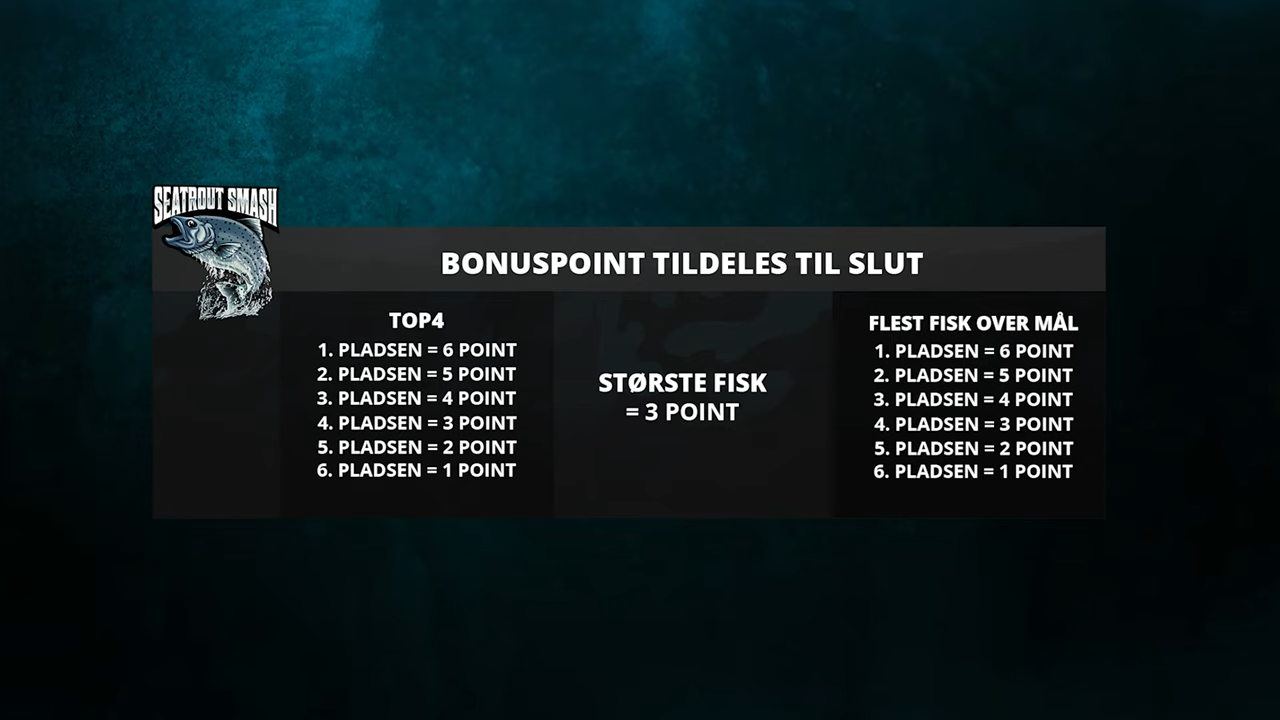 SEATROUT SMASH
BONUSPOINT TILDELES TIL SLUT
TOP4
1. PLADSEN = 6 POINT
2. PLADSEN = 5 POINT
3. PLADSEN = 4 POINT
4. PLADSEN = 3 POINT
5. PLADSEN = 2 POINT
6. PLADSEN = 1 POINT
STØRSTE FISK
= 3 POINT
FLEST FISK OVER MÅL
1. PLADSEN = 6 POINT
2. PLADSEN = 5 POINT
3. PLADSEN = 4 POINT
4. PLADSEN = 3 POINT
5. PLADSEN = 2 POINT
6. PLADSEN = 1 POINT